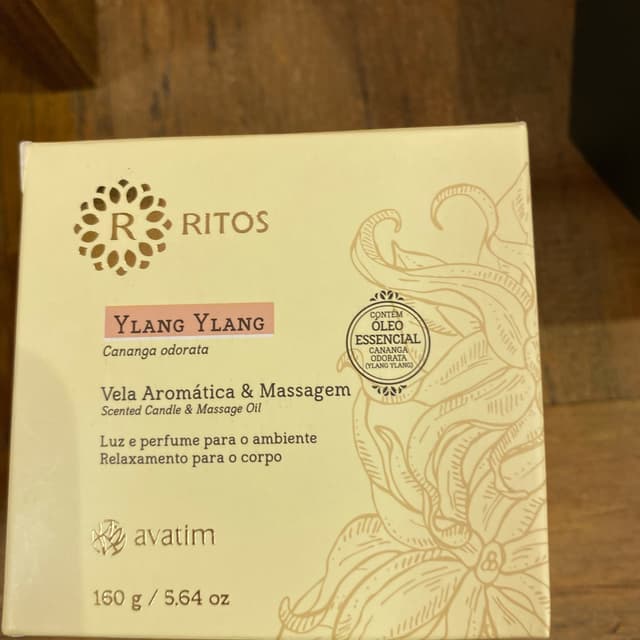 R RITOS
YLANG YLANG
Cananga odorata
CONTÉM
ÓLEO
ESSENCIAL
CANANGA
ODORATA
(YLANG YLANG)
Vela Aromática & Massagem
Scented Candle & Massage Oil
Luz e perfume para o ambiente
Relaxamento para o corpo
avatim
160 g / 5.64 oz